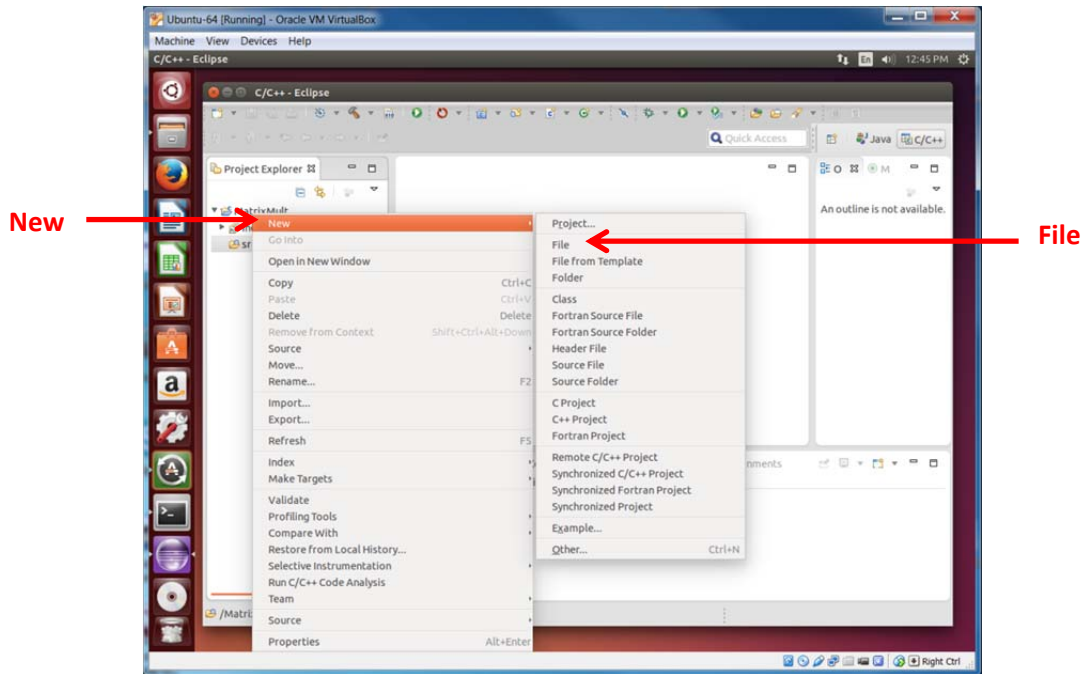 Ubuntu-64 [Running] - Oracle VM VirtualBox
Machine View Devices Help
C/C++ - Eclipse
En 12:45 PM
C/C++ - Eclipse
Quick Access
Java C/C++
Project Explorer
O M
MatrixMult
An outline is not available.
New
New
Project...
File
sr
Go Into
File
Open in New Window
File from Template
Folder
Copy Ctrl+C
Class
Paste Ctrl+V
Fortran Source File
Delete Delete
Fortran Source Folder
Remove from Context Shift+Ctrl+Alt+Down
Header File
Source
Source File
Move...
Source Folder
Rename... F2
C Project
Import...
C++ Project
Export...
Fortran Project
Refresh F5
Remote C/C++ Project
Index
nments
Synchronized C/C++ Project
Make Targets
Synchronized Fortran Project
Validate
Synchronized Project
Profiling Tools
Example...
Compare With
Other... Ctrl+N
Restore from Local History...
Selective Instrumentation
Run C/C++ Code Analysis
Team
/Matri
Source
Properties Alt+Enter
Right Ctrl